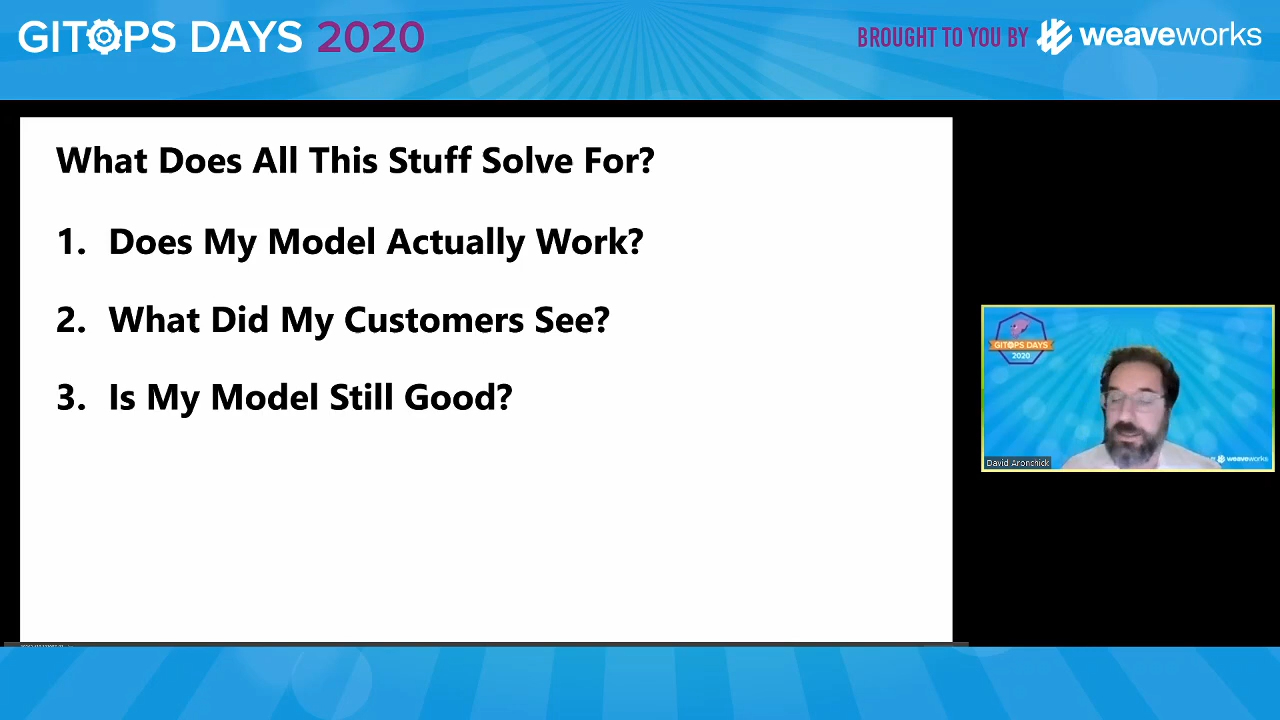 GITOPS DAYS 2020
BROUGHT TO YOU BY weaveworks
What Does All This Stuff Solve For?
1. Does My Model Actually Work?
2. What Did My Customers See?
3. Is My Model Still Good?
GITOPS DAYS
2020
David Aronchick
weaveworks